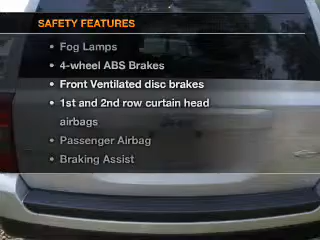 SAFETY FEATURES
• Fog Lamps
• 4-wheel ABS Brakes
• Front Ventilated disc brakes
• 1st and 2nd row curtain head
airbags
• Passenger Airbag
• Braking Assist